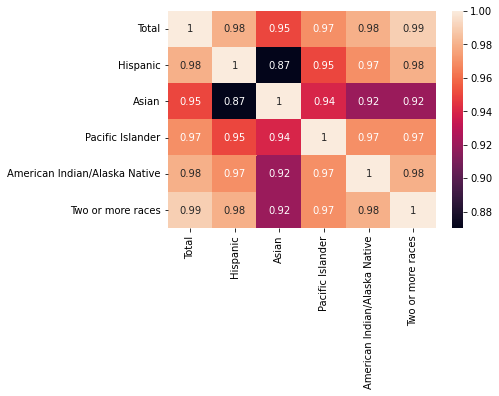 Total 1 0.98 0.95 0.97 0.98 0.99
Hispanic 0.98 1 0.87 0.95 0.97 0.98
Asian 0.95 0.87 1 0.94 0.92 0.92
Pacific Islander 0.97 0.95 0.94 1 0.97 0.97
American Indian/Alaska Native 0.98 0.97 0.92 0.97 1 0.98
Two or more races 0.99 0.98 0.92 0.97 0.98 1
Total
Hispanic
Asian
Pacific Islander
American Indian/Alaska Native
Two or more races
1.00
0.98
0.96
0.94
0.92
0.90
0.88